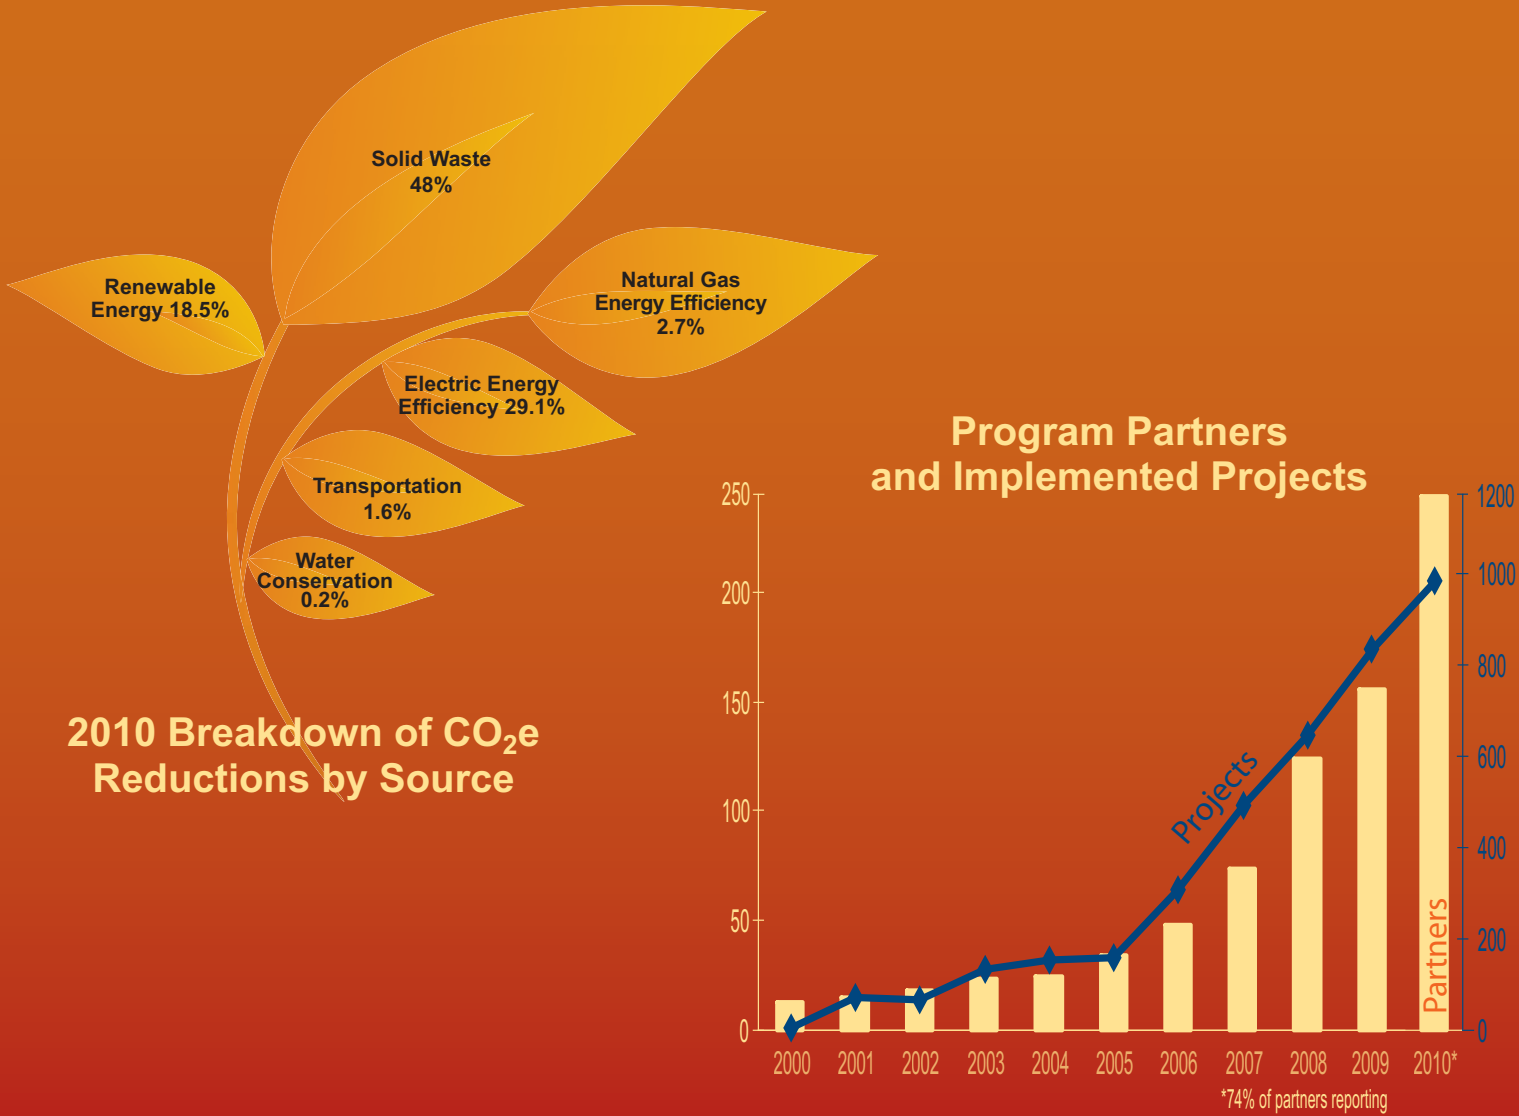 Solid Waste
48%
Renewable
Energy 18.5%
Natural Gas
Energy Efficiency
2.7%
Electric Energy
Efficiency 29.1%
Transportation
1.6%
Water
Conservation
0.2%
2010 Breakdown of CO₂e
Reductions by Source
Program Partners
and Implemented Projects
250
200
150
100
50
0
1200
1000
800
600
400
200
0
Projects
Partners
2000 2001 2002 2003 2004 2005 2006 2007 2008 2009 2010*
*74% of partners reporting